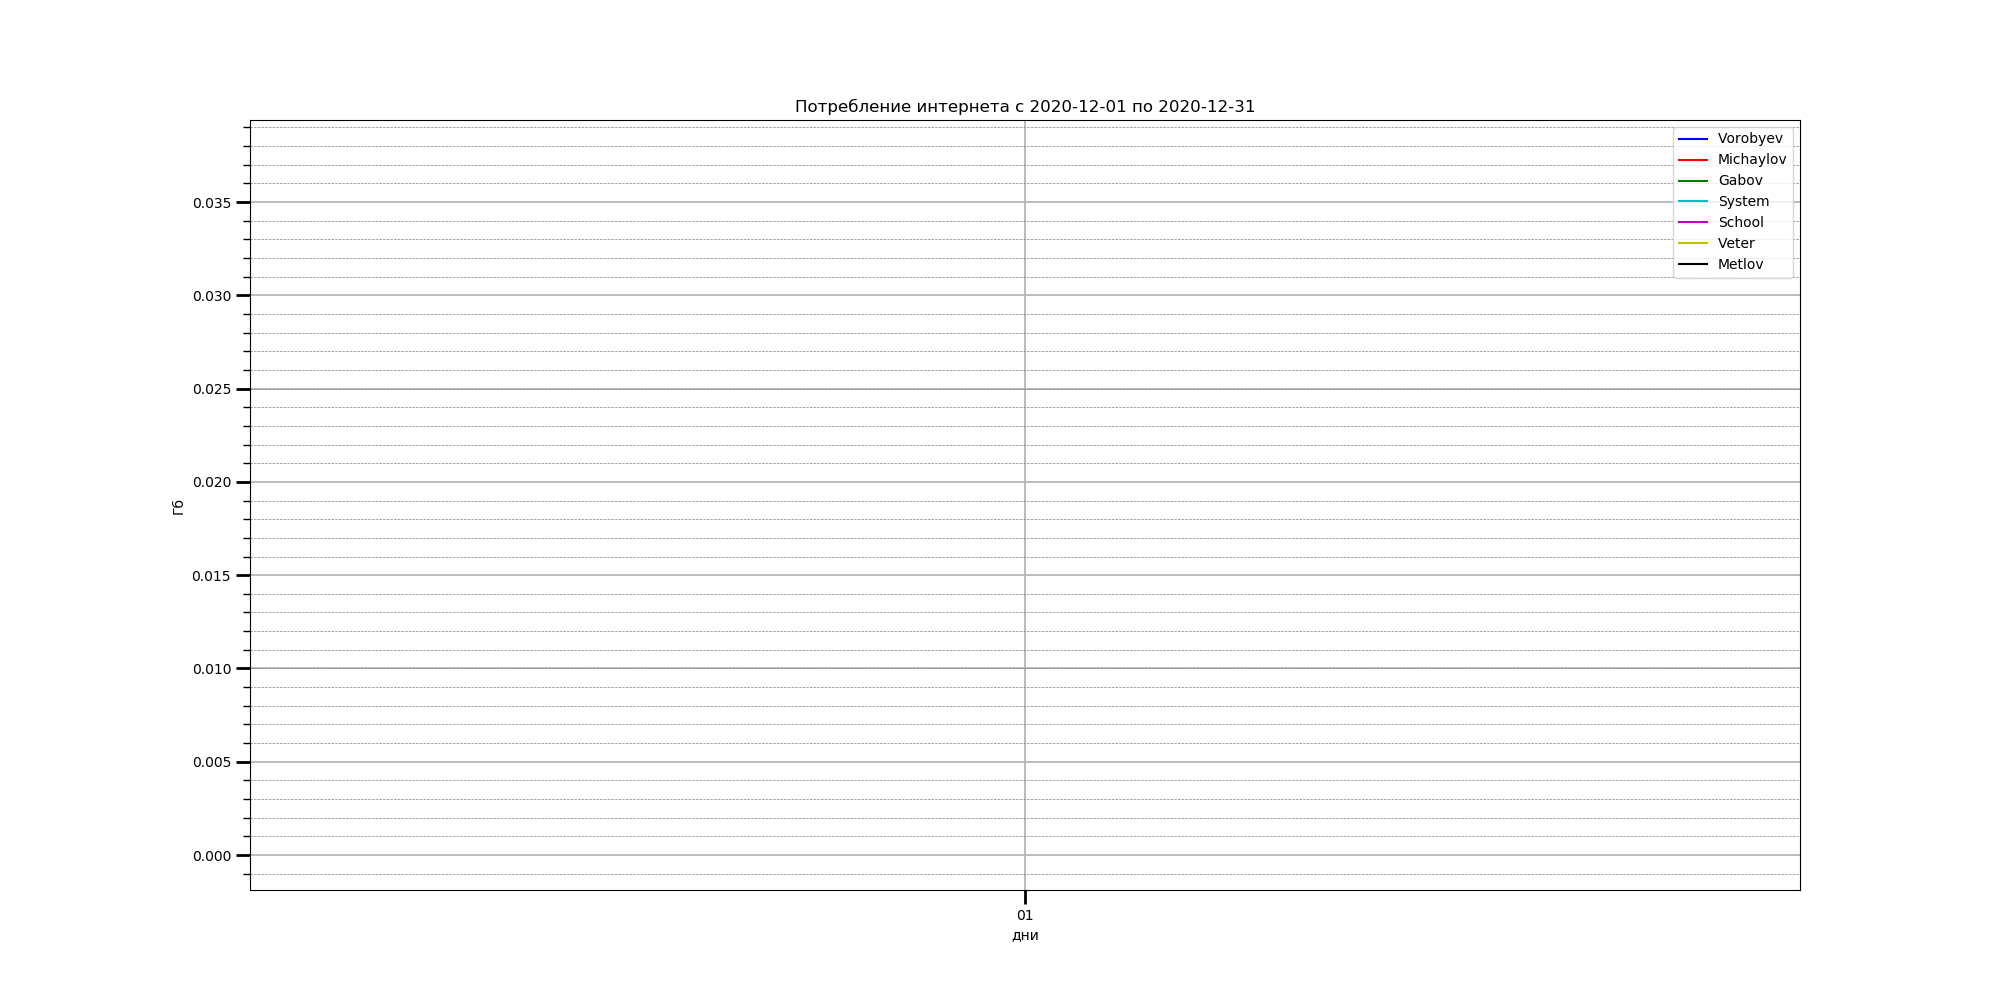 Потребление интернета с 2020-12-01 по 2020-12-31
Vorobyev
Michaylov
Gabov
System
School
Veter
Metlov
0.035
0.030
0.025
0.020
0.015
0.010
0.005
0.000
Гб
01
дни